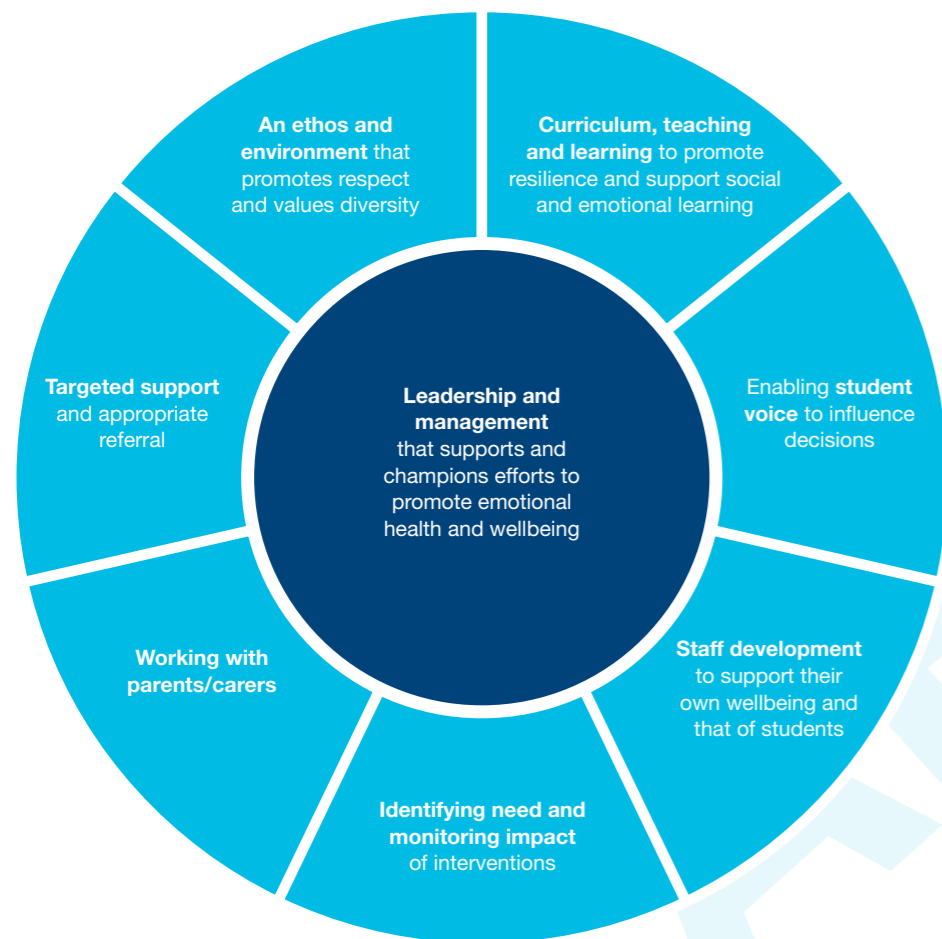 An ethos and
environment that
promotes respect
and values diversity
Curriculum, teaching
and learning to promote
resilience and support social
and emotional learning
Enabling student
voice to influence
decisions
Staff development
to support their
own wellbeing and
that of students
Identifying need and
monitoring impact
of interventions
Working with
parents/carers
Targeted support
and appropriate
referral
Leadership and
management
that supports and
champions efforts to
promote emotional
health and wellbeing